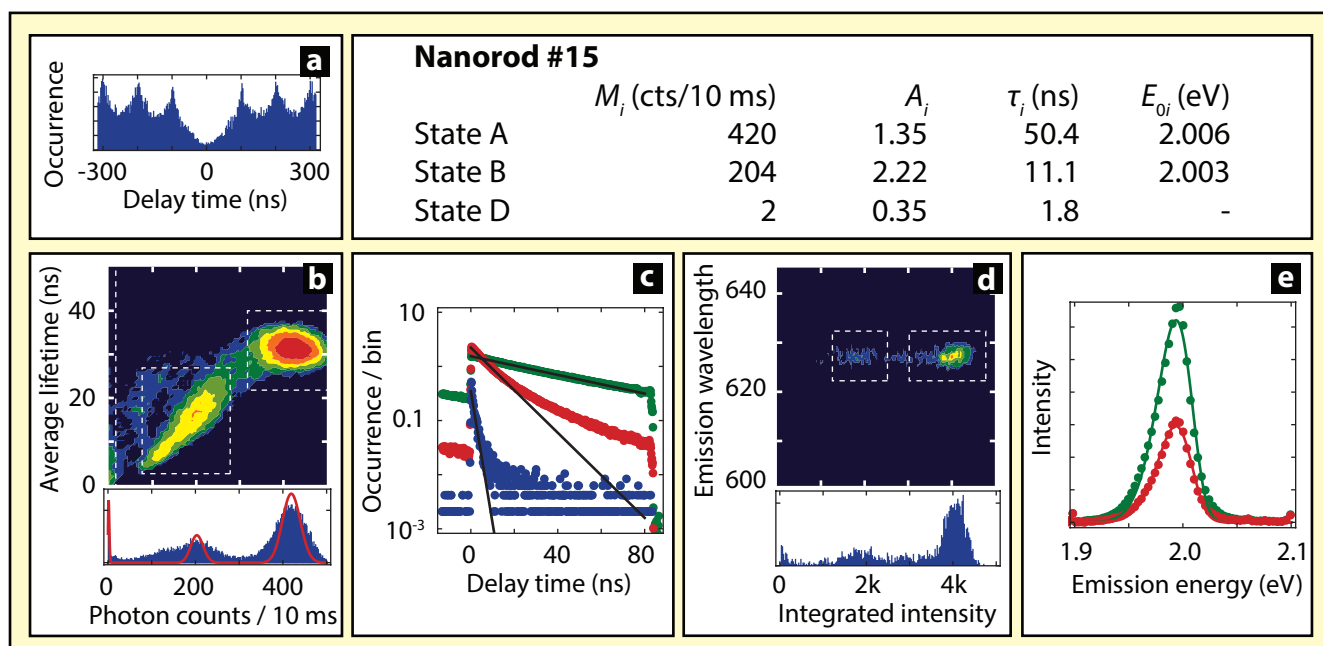 a
Occurrence
-300 0 300
Delay time (ns)
Nanorod #15
M_i (cts/10 ms) A_i τ_i (ns) E_0i (eV)
State A 420 1.35 50.4 2.006
State B 204 2.22 11.1 2.003
State D 2 0.35 1.8 -
b
Average lifetime (ns)
40
20
0
0 200 400
Photon counts / 10 ms
c
Occurrence / bin
10
0.1
10⁻³
0 40 80
Delay time (ns)
d
Emission wavelength
640
620
600
0 2k 4k
Integrated intensity
e
Intensity
1.9 2.0 2.1
Emission energy (eV)